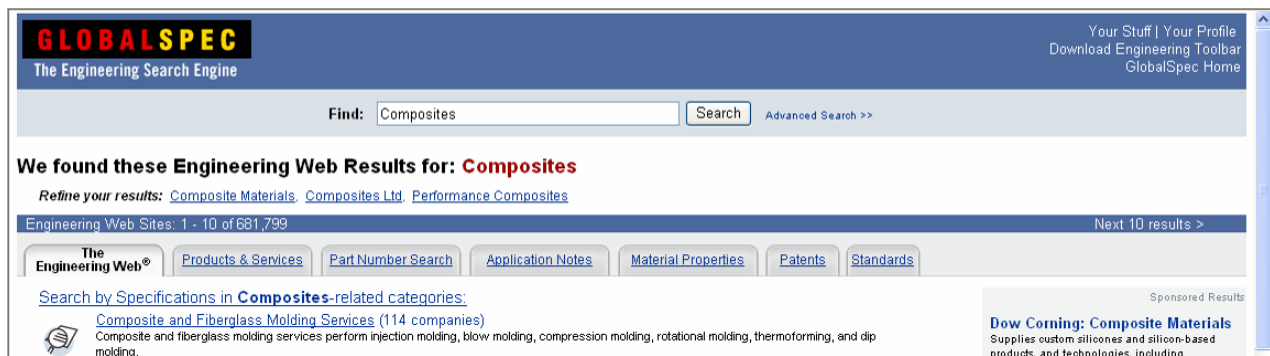 GLOBALSPEC
The Engineering Search Engine
Your Stuff | Your Profile
Download Engineering Toolbar
GlobalSpec Home
Find: Composites Search Advanced Search >>
We found these Engineering Web Results for: Composites
Refine your results: Composite Materials, Composites Ltd, Performance Composites
Engineering Web Sites: 1 - 10 of 681,799 Next 10 results >
The Engineering Web® Products & Services Part Number Search Application Notes Material Properties Patents Standards
Search by Specifications in Composites-related categories:
Composite and Fiberglass Molding Services (114 companies)
Composite and fiberglass molding services perform injection molding, blow molding, compression molding, rotational molding, thermoforming, and dip
molding.
Sponsored Results
Dow Corning: Composite Materials
Supplies custom silicones and silicon-based
products, and technologies, including